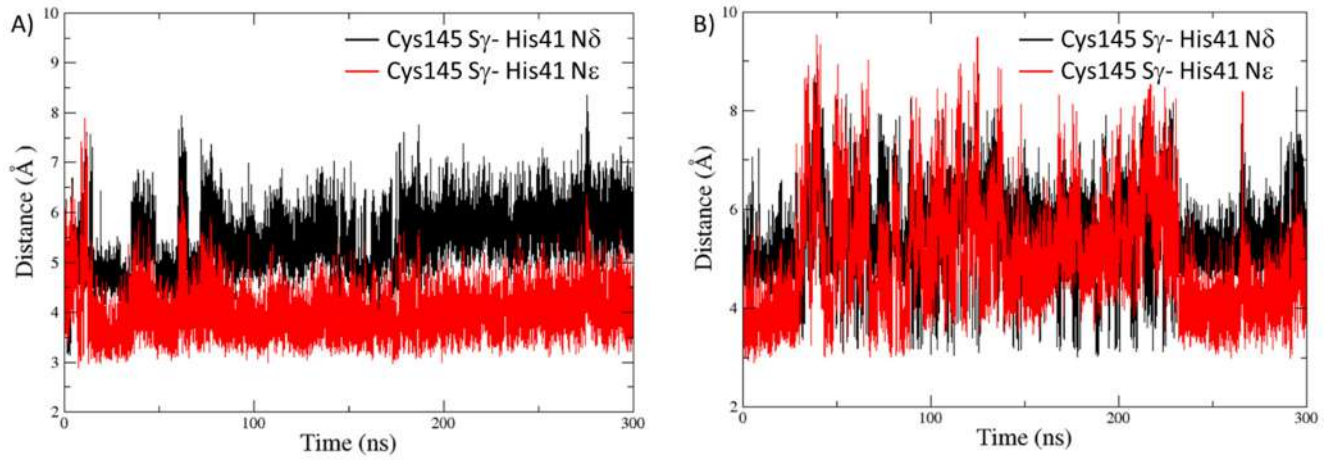 A)
10
9
8
7
6
5
4
3
2
Distance (Å)
Cys145 Sγ- His41 Nδ
Cys145 Sγ- His41 Nε
0
100
200
300
Time (ns)
B)
10
8
6
4
2
Distance (Å)
Cys145 Sγ- His41 Nδ
Cys145 Sγ- His41 Nε
0
100
200
300
Time (ns)